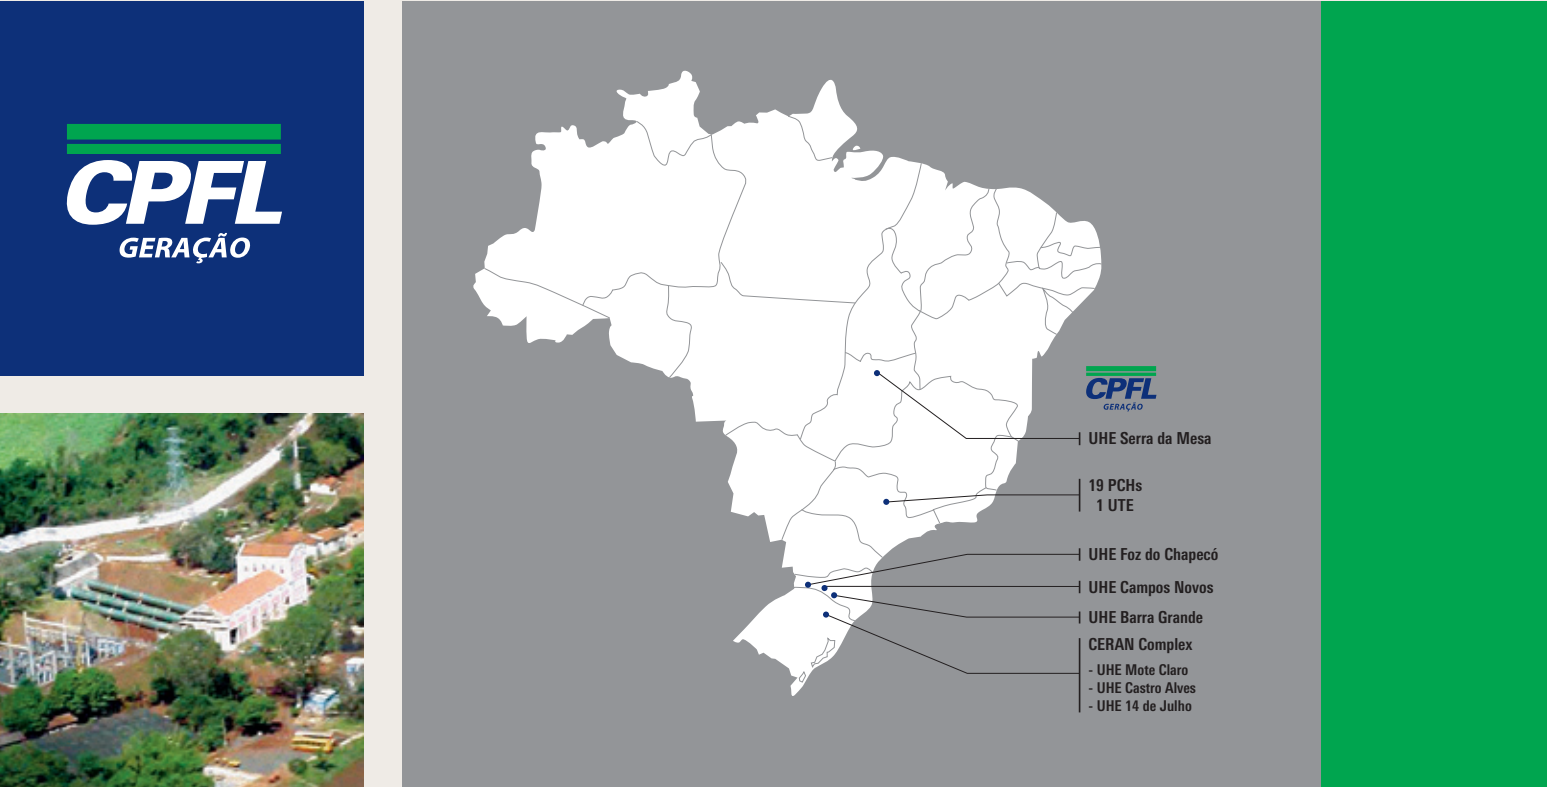 CPFL
GERAÇÃO
CPFL
GERAÇÃO
UHE Serra da Mesa
19 PCHs
1 UTE
UHE Foz do Chapecó
UHE Campos Novos
UHE Barra Grande
CERAN Complex
- UHE Mote Claro
- UHE Castro Alves
- UHE 14 de Julho